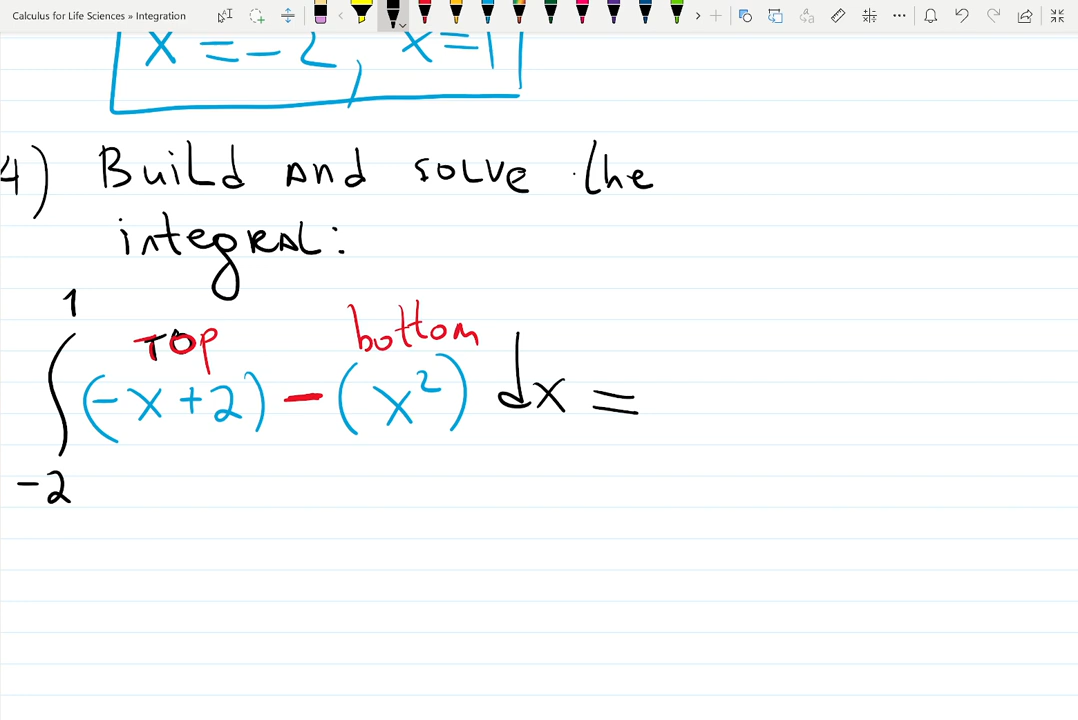 Calculus for Life Sciences » Integration
x = -2, x = 1
4) Build and solve the
integral:
1
top bottom
∫ (-x + 2) - (x²) dx =
-2